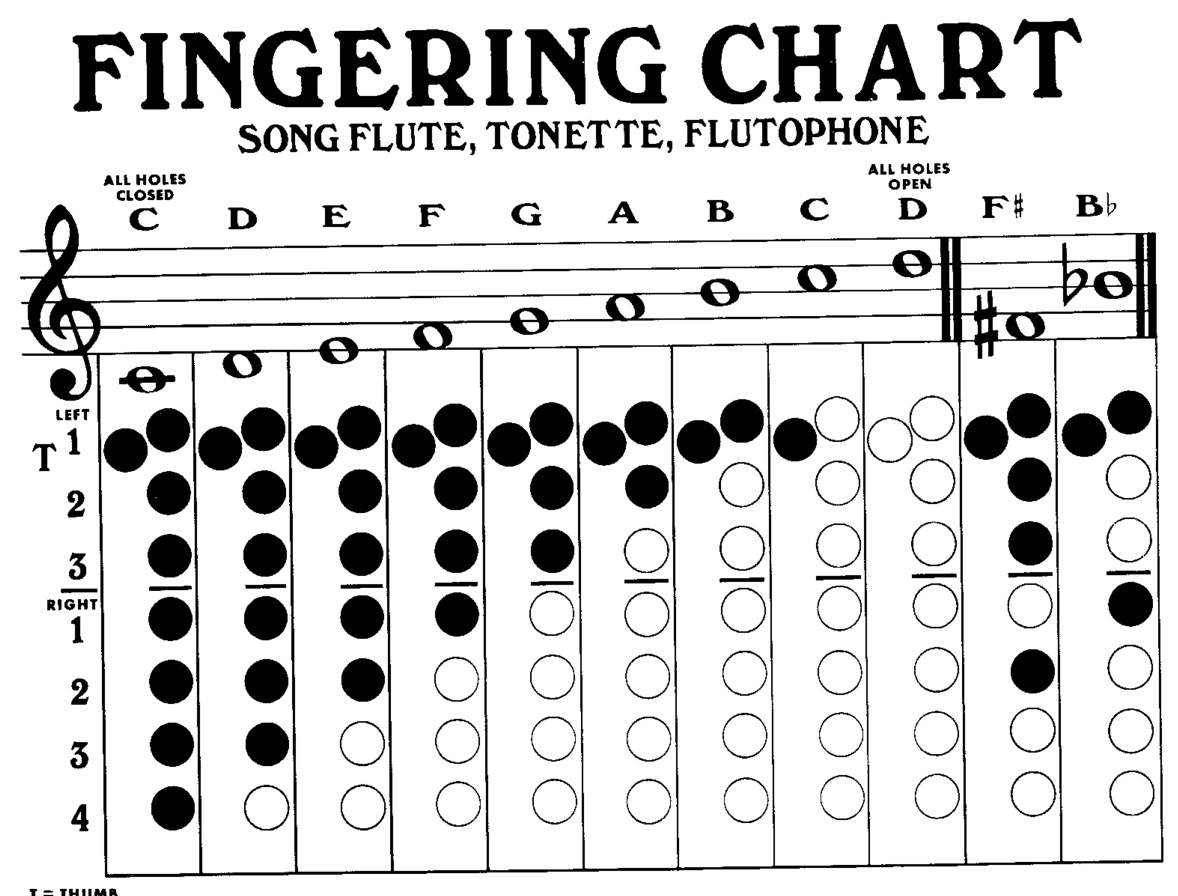 FINGERING CHART
SONG FLUTE, TONETTE, FLUTOPHONE
ALL HOLES
CLOSED
ALL HOLES
OPEN
C D E F G A B C D F♯ B♭
LEFT
T 1
2
3
RIGHT
1
2
3
4
T = THUMB